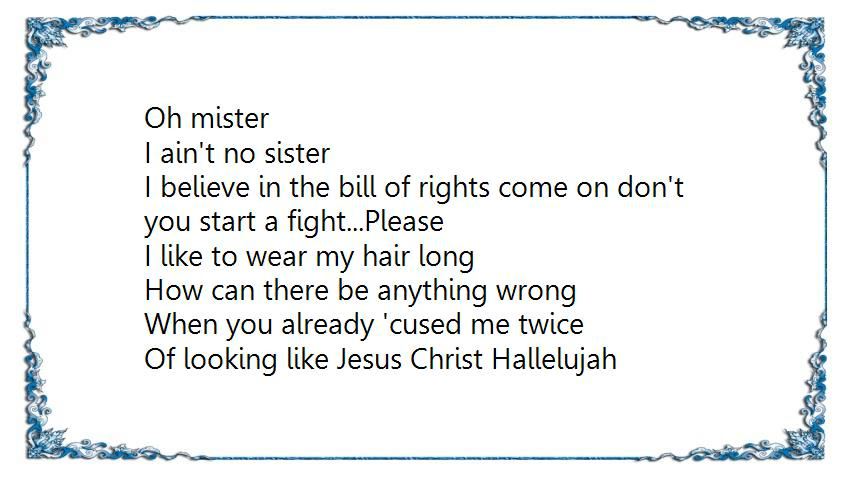 Oh mister
I ain't no sister
I believe in the bill of rights come on don't
you start a fight...Please
I like to wear my hair long
How can there be anything wrong
When you already 'cused me twice
Of looking like Jesus Christ Hallelujah